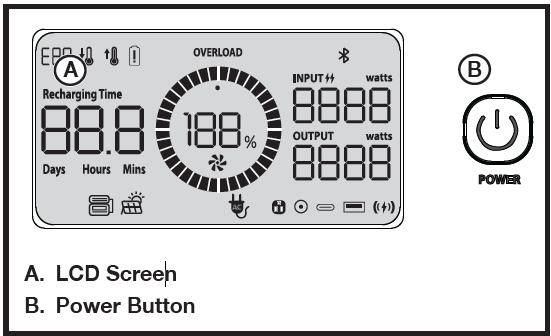 OVERLOAD
A
B
INPUT watts
Recharging Time
88.8
8888
188 %
OUTPUT watts
8888
Days Hours Mins
AC
POWER
A. LCD Screen
B. Power Button